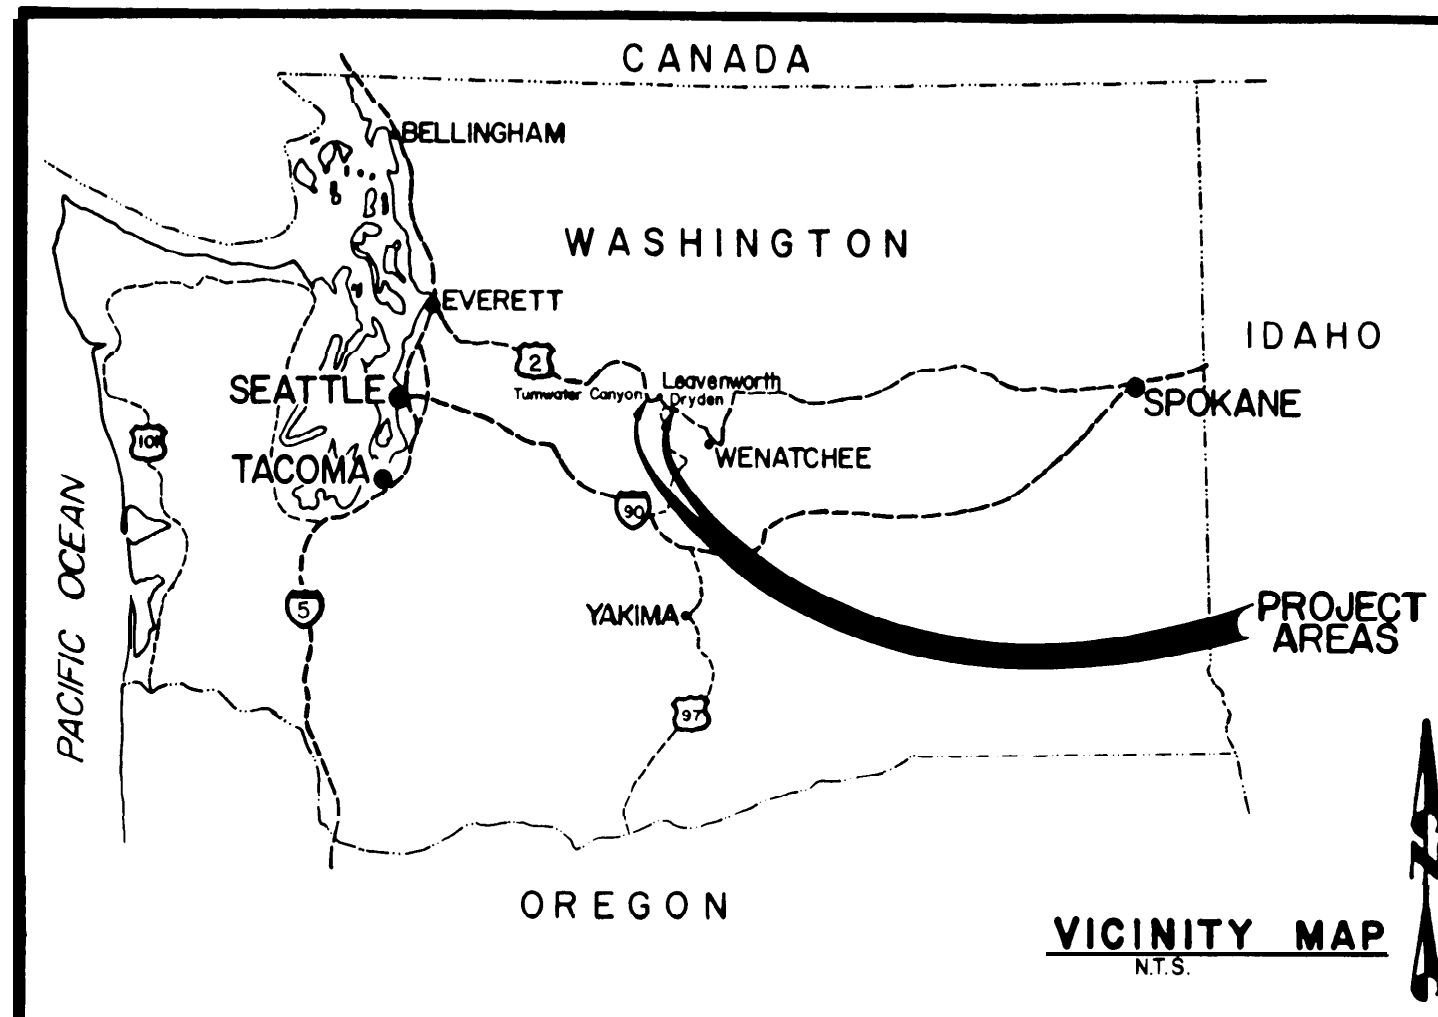 CANADA
BELLINGHAM
WASHINGTON
EVERETT
IDAHO
2
Leavenworth
SEATTLE
Tumwater Canyon
Dryden
SPOKANE
101
WENATCHEE
TACOMA
90
PACIFIC OCEAN
5
YAKIMA
PROJECT
AREAS
97
N
OREGON
VICINITY MAP
N.T.S.